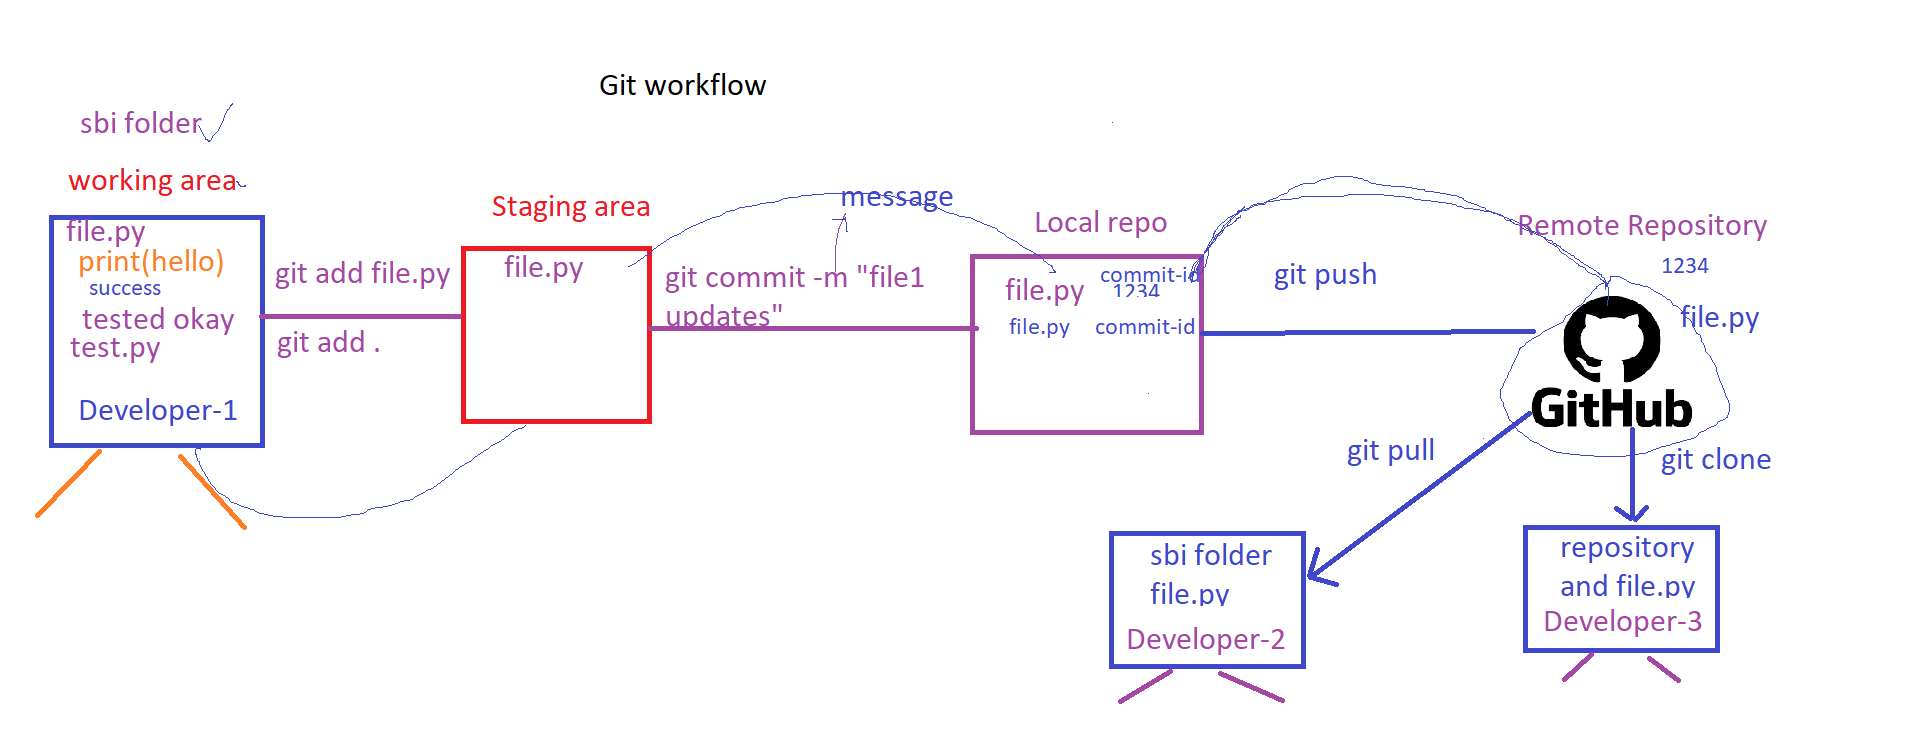 Git workflow
sbi folder
working area
file.py
print(hello)
success
tested okay
test.py
Developer-1
git add file.py
git add .
Staging area
file.py
message
git commit -m "file1
updates"
Local repo
file.py commit-id
1234
file.py commit-id
git push
Remote Repository
1234
file.py
GitHub
git pull
git clone
sbi folder
file.py
Developer-2
repository
and file.py
Developer-3